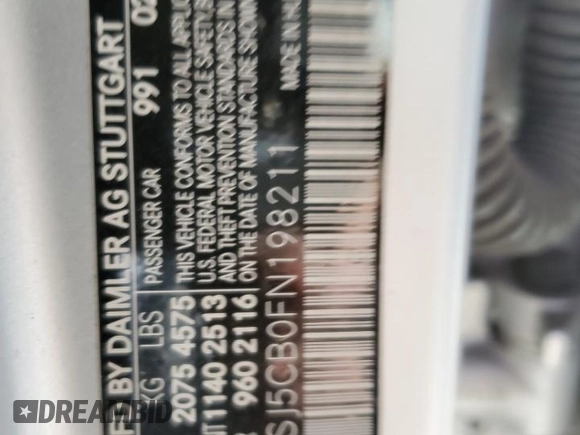 BY DAIMLER AG STUTTGART 02
KG LBS PASSENGER CAR 991
2075 4575 THIS VEHICLE CONFORMS TO ALL APPLIC
1140 2513 U.S. FEDERAL MOTOR VEHICLE SAFETY
960 2116 AND THEFT PREVENTION STANDARDS IN
ON THE DATE OF MANUFACTURE SHOWN
SJ5CB0FN198211 MADE IN
DREAMBID